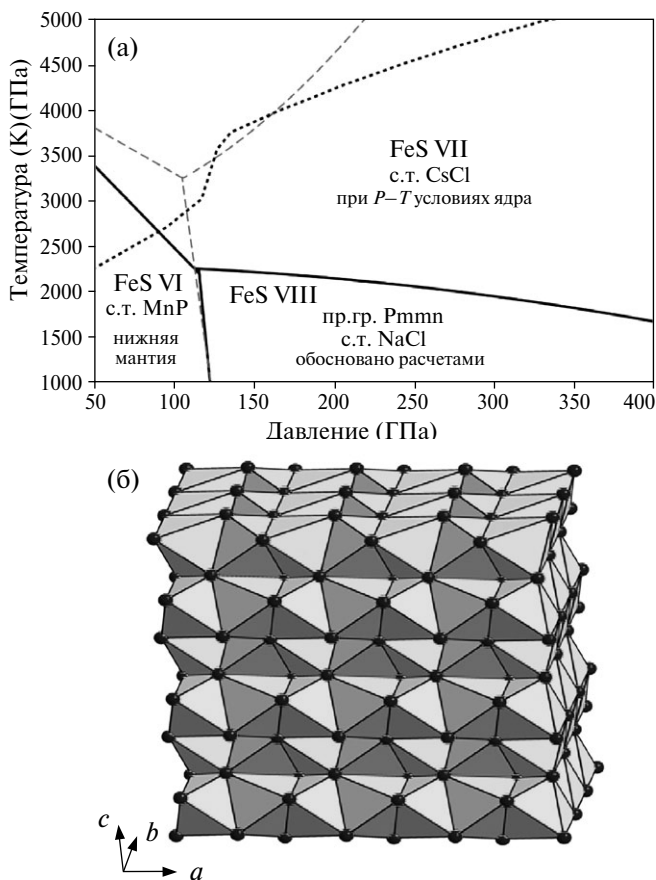 (а)
5000
4500
4000
3500
3000
2500
2000
1500
1000
Температура (K)(ГПа)
FeS VII
с.т. CsCl
при P–T условиях ядра
FeS VI
с.т. MnP
нижняя
мантия
FeS VIII
пр.гр. Pmmn
с.т. NaCl
обосновано расчетами
50 100 150 200 250 300 350 400
Давление (ГПа)
(б)
c
b
a